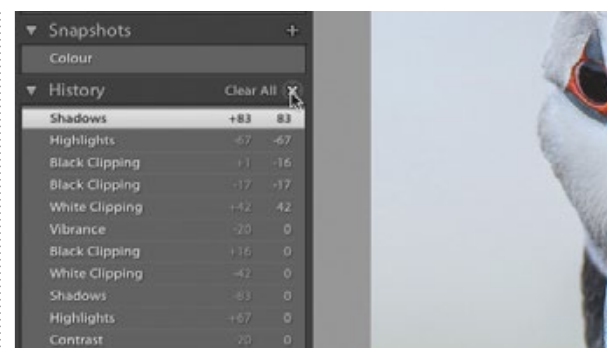 Snapshots +
Colour
History Clear All ×
Shadows +83 83
Highlights -67 -67
Black Clipping +1 -16
Black Clipping -17 -17
White Clipping +42 42
Vibrance -20 0
Black Clipping +16 0
White Clipping -42 0
Shadows -83 0
Highlights +67 0
Contrast -20 0